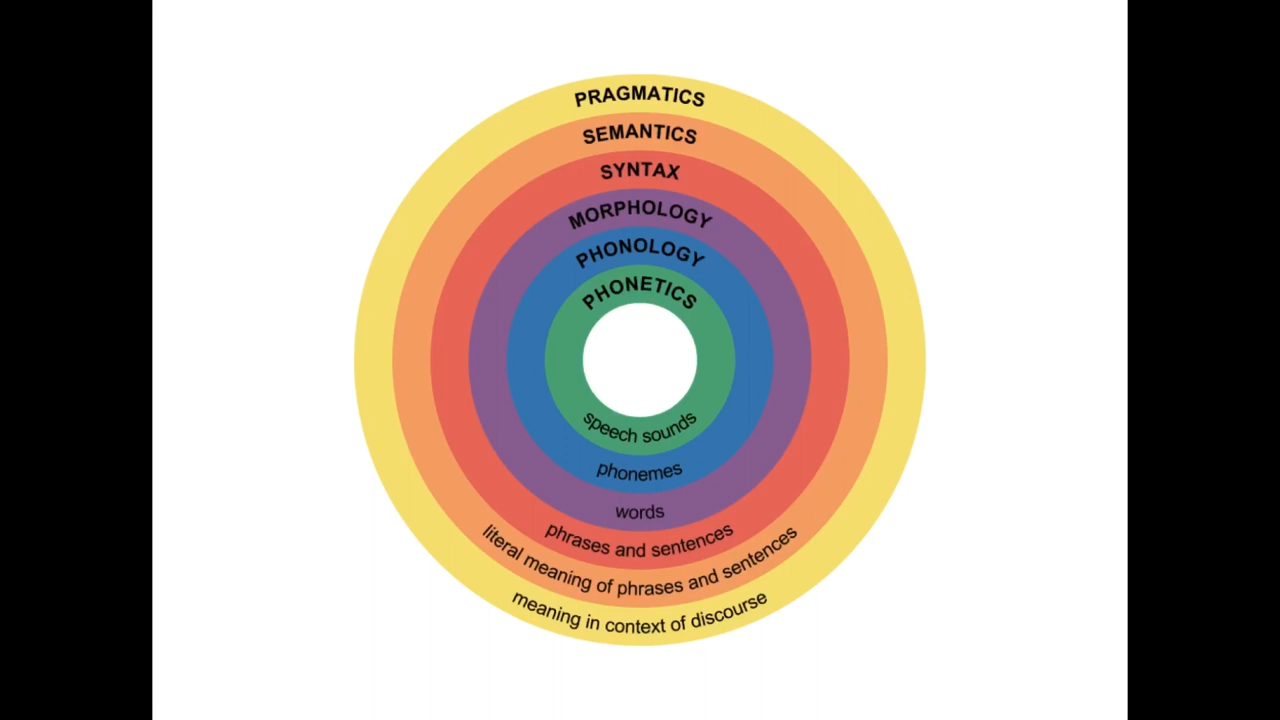 PRAGMATICS
SEMANTICS
SYNTAX
MORPHOLOGY
PHONOLOGY
PHONETICS
speech sounds
phonemes
words
phrases and sentences
literal meaning of phrases and sentences
meaning in context of discourse